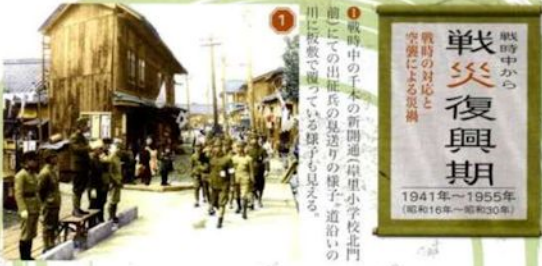 戦時中から
戦災復興期
戦時の対応と
空襲による災禍
1941年〜1955年
(昭和16年〜昭和30年)
❶戦時中の千本の新開通(岸里小学校北門
前)にての出征兵の見送りの様子。道沿いの
川に板敷で覆っている様子も見える。
1